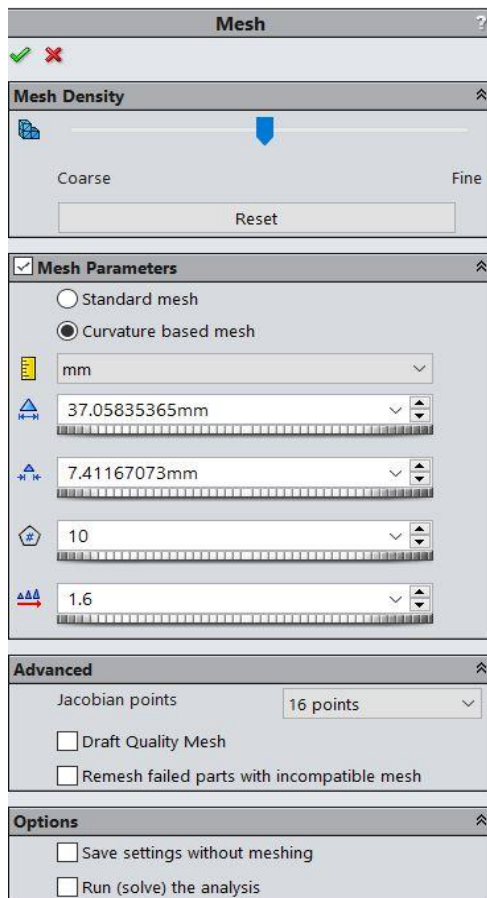 Mesh
?
Mesh Density
Coarse Fine
Reset
Mesh Parameters
Standard mesh
Curvature based mesh
mm
37.05835365mm
7.41167073mm
#
10
1.6
Advanced
Jacobian points 16 points
Draft Quality Mesh
Remesh failed parts with incompatible mesh
Options
Save settings without meshing
Run (solve) the analysis